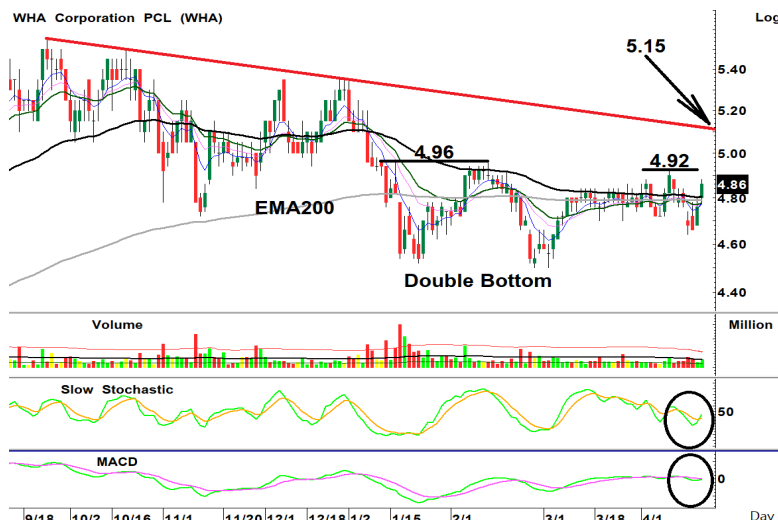 WHA Corporation PCL (WHA)
Log
5.15
5.40
5.20
4.96
5.00
4.92
4.86
4.80
EMA200
4.60
Double Bottom
4.40
Volume
Million
Slow Stochastic
50
MACD
0
9/18 10/2 10/16 11/1 11/20 12/1 12/18 1/2 1/15 2/1 3/1 3/18 4/1 Day